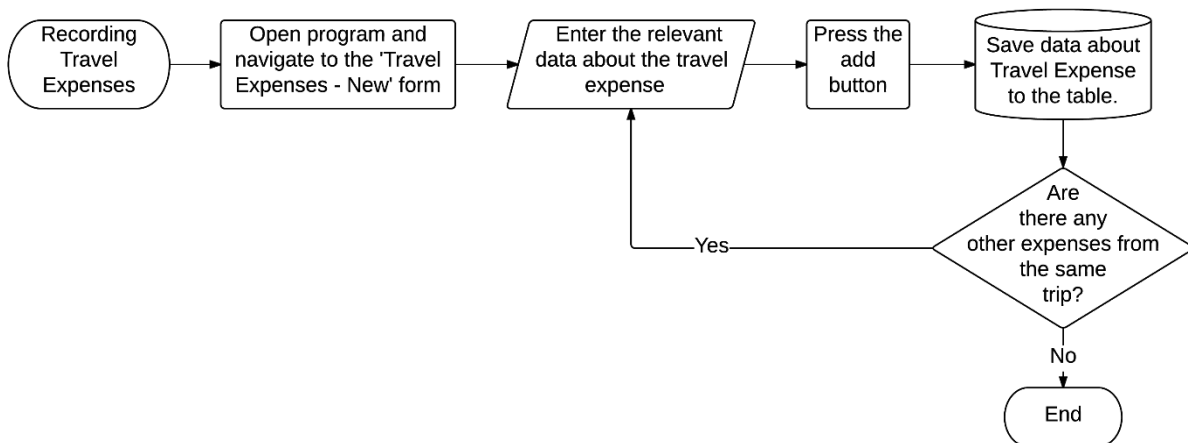 Recording
Travel
Expenses
Open program and
navigate to the 'Travel
Expenses - New' form
Enter the relevant
data about the travel
expense
Press the
add
button
Save data about
Travel Expense
to the table.
Are
there any
other expenses from
the same
trip?
Yes
No
End